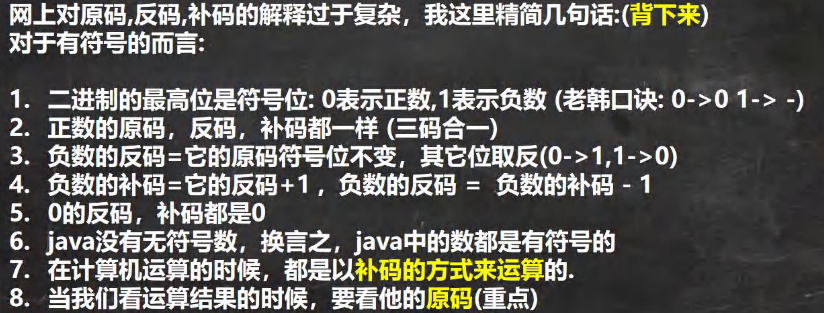 网上对原码,反码,补码的解释过于复杂，我这里精简几句话:(背下来)
对于有符号的而言:
1. 二进制的最高位是符号位: 0表示正数,1表示负数 (老韩口诀: 0->0 1-> -)
2. 正数的原码，反码，补码都一样 (三码合一)
3. 负数的反码=它的原码符号位不变，其它位取反(0->1,1->0)
4. 负数的补码=它的反码+1，负数的反码 = 负数的补码 - 1
5. 0的反码，补码都是0
6. java没有无符号数，换言之，java中的数都是有符号的
7. 在计算机运算的时候，都是以补码的方式来运算的.
8. 当我们看运算结果的时候，要看他的原码(重点)